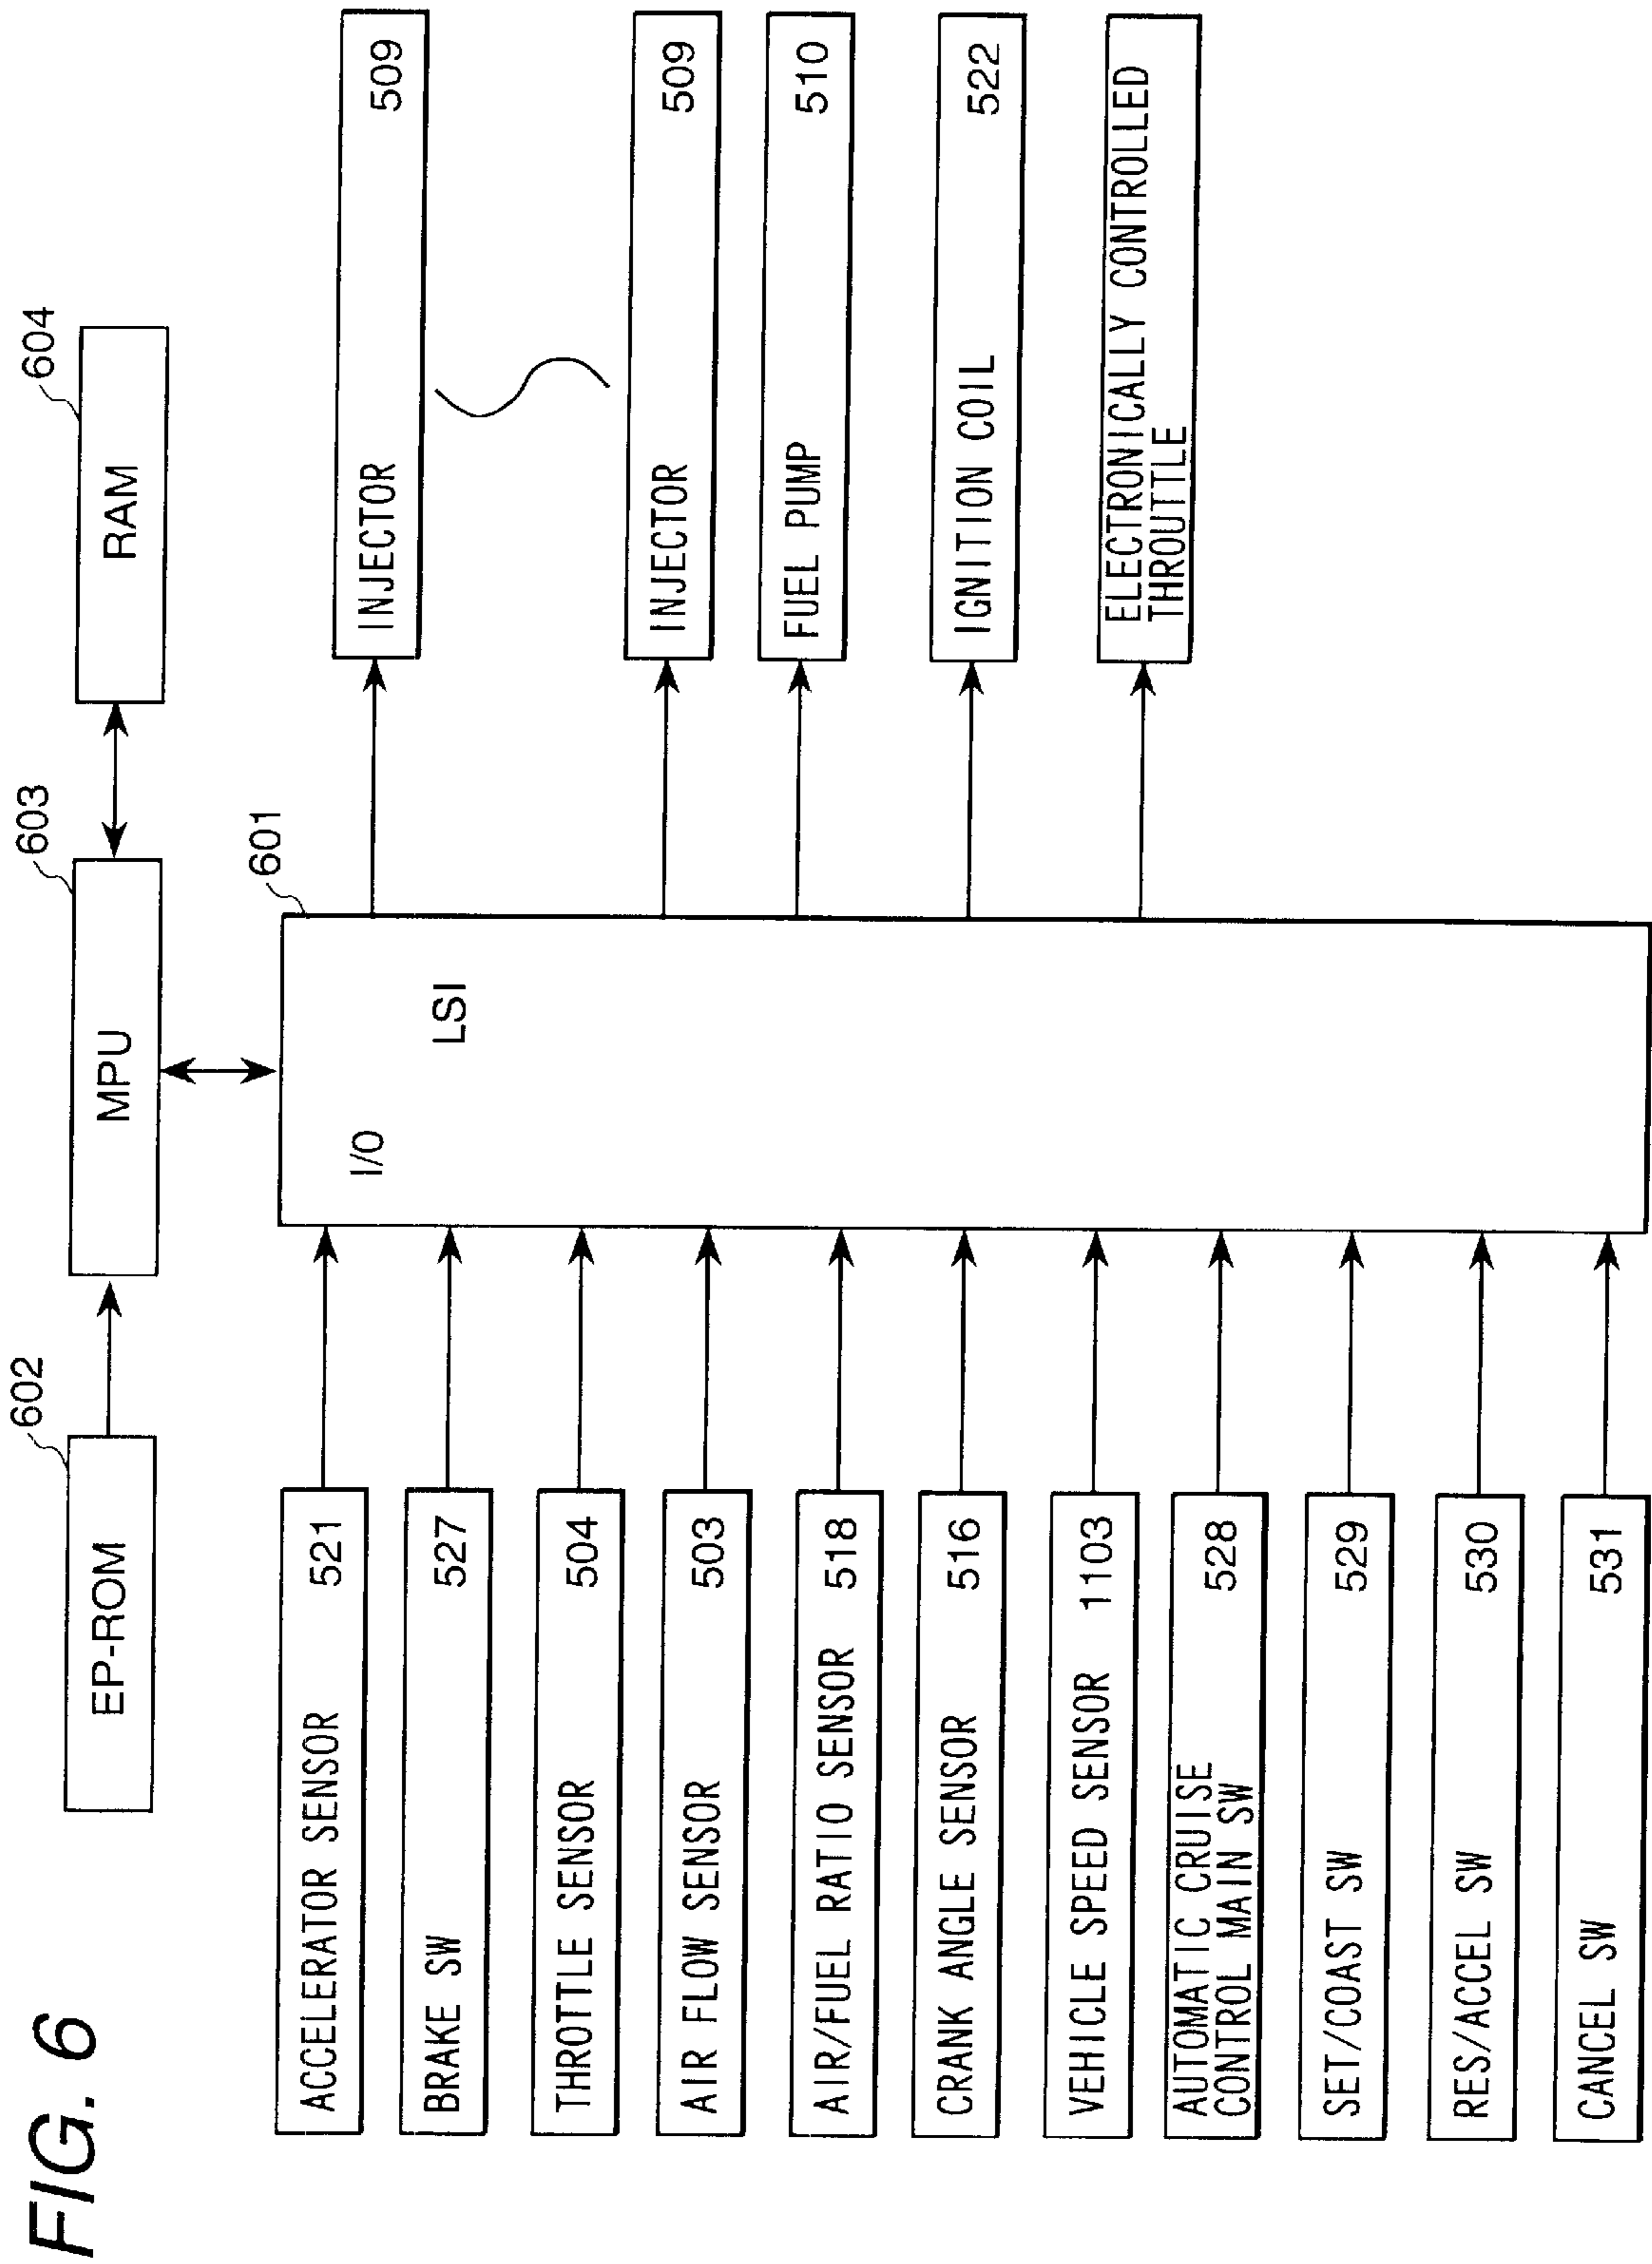 FIG. 6
602
603
604
EP-ROM
MPU
RAM
601
I/O
LSI
ACCELERATOR SENSOR 521
BRAKE SW 527
THROTTLE SENSOR 504
AIR FLOW SENSOR 503
AIR/FUEL RATIO SENSOR 518
CRANK ANGLE SENSOR 516
VEHICLE SPEED SENSOR 1103
AUTOMATIC CRUISE
CONTROL MAIN SW 528
SET/COAST SW 529
RES/ACCEL SW 530
CANCEL SW 531
INJECTOR 509
INJECTOR 509
FUEL PUMP 510
IGNITION COIL 522
ELECTRONICALLY CONTROLLED
THROUTTLE